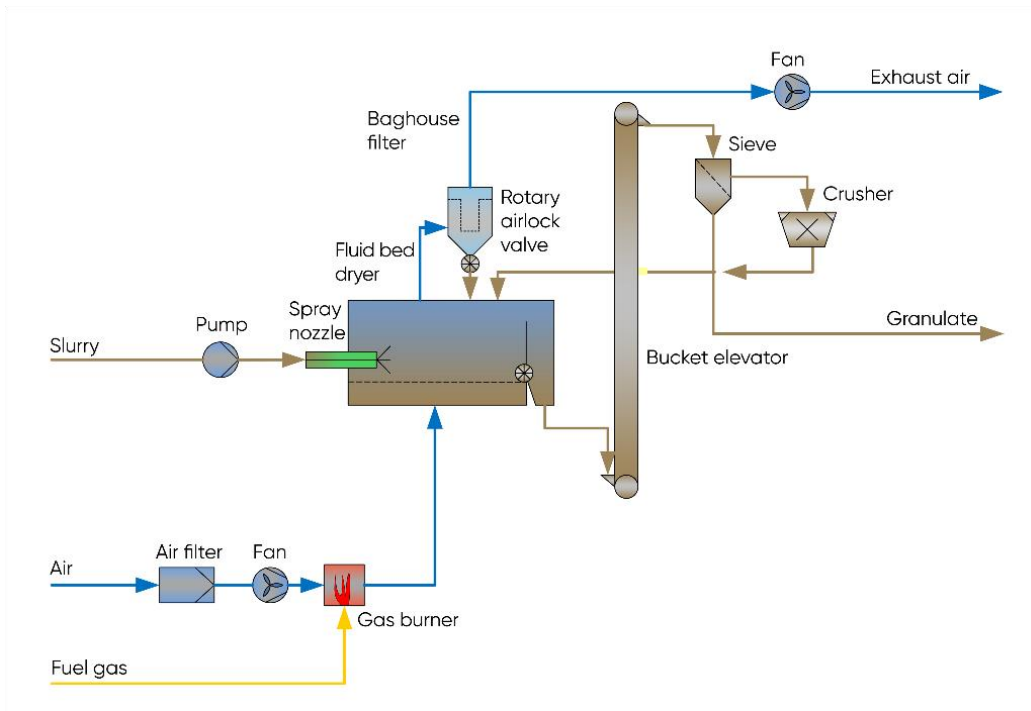 Fan
Exhaust air
Baghouse
filter
Sieve
Rotary
airlock
valve
Crusher
Fluid bed
dryer
Spray
nozzle
Pump
Slurry
Granulate
Bucket elevator
Air filter
Fan
Air
Gas burner
Fuel gas